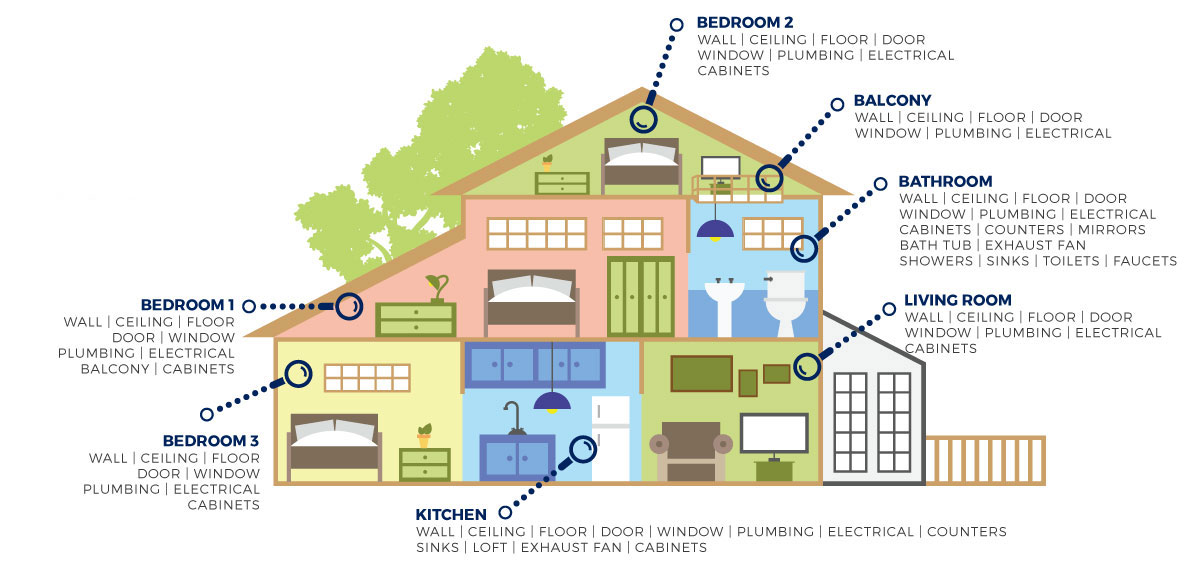 BEDROOM 2
WALL | CEILING | FLOOR | DOOR
WINDOW | PLUMBING | ELECTRICAL
CABINETS
BALCONY
WALL | CEILING | FLOOR | DOOR
WINDOW | PLUMBING | ELECTRICAL
BATHROOM
WALL | CEILING | FLOOR | DOOR
WINDOW | PLUMBING | ELECTRICAL
CABINETS | COUNTERS | MIRRORS
BATH TUB | EXHAUST FAN
SHOWERS | SINKS | TOILETS | FAUCETS
LIVING ROOM
WALL | CEILING | FLOOR | DOOR
WINDOW | PLUMBING | ELECTRICAL
CABINETS
BEDROOM 1
WALL | CEILING | FLOOR
DOOR | WINDOW
PLUMBING | ELECTRICAL
BALCONY | CABINETS
BEDROOM 3
WALL | CEILING | FLOOR
DOOR | WINDOW
PLUMBING | ELECTRICAL
CABINETS
KITCHEN
WALL | CEILING | FLOOR | DOOR | WINDOW | PLUMBING | ELECTRICAL | COUNTERS
SINKS | LOFT | EXHAUST FAN | CABINETS